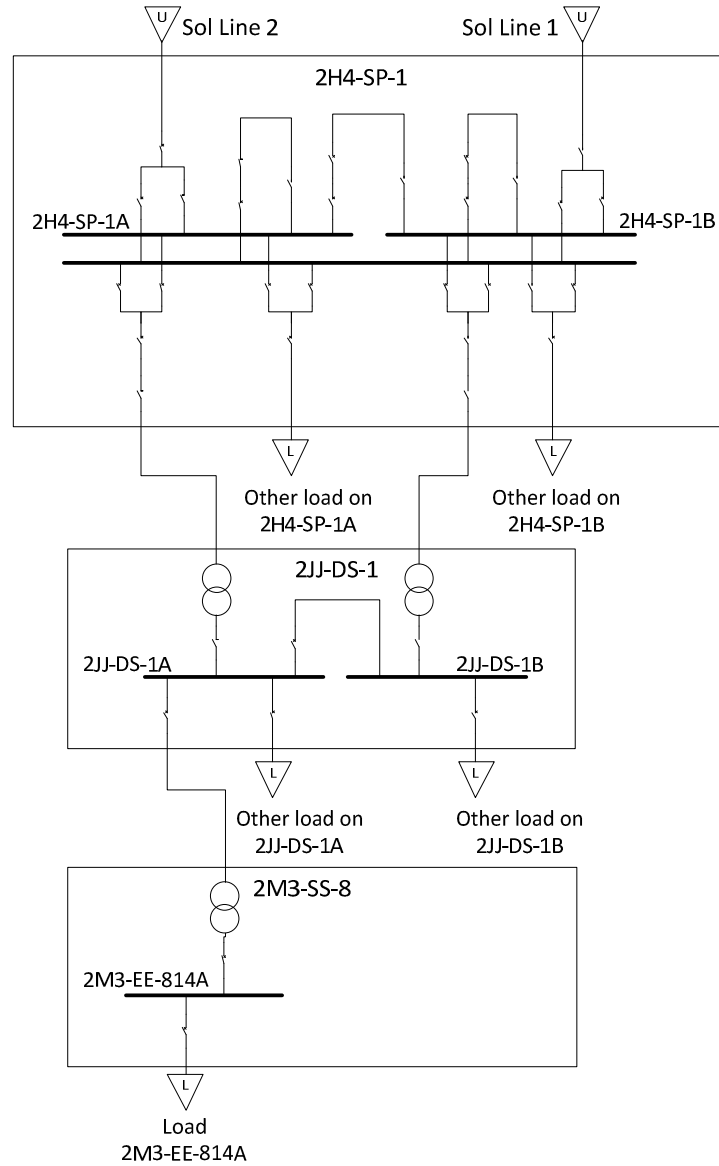 U
Sol Line 2
Sol Line 1
U
2H4-SP-1
2H4-SP-1A
2H4-SP-1B
L
L
Other load on
2H4-SP-1A
Other load on
2H4-SP-1B
2JJ-DS-1
2JJ-DS-1A
2JJ-DS-1B
L
L
Other load on
2JJ-DS-1A
Other load on
2JJ-DS-1B
2M3-SS-8
2M3-EE-814A
L
Load
2M3-EE-814A